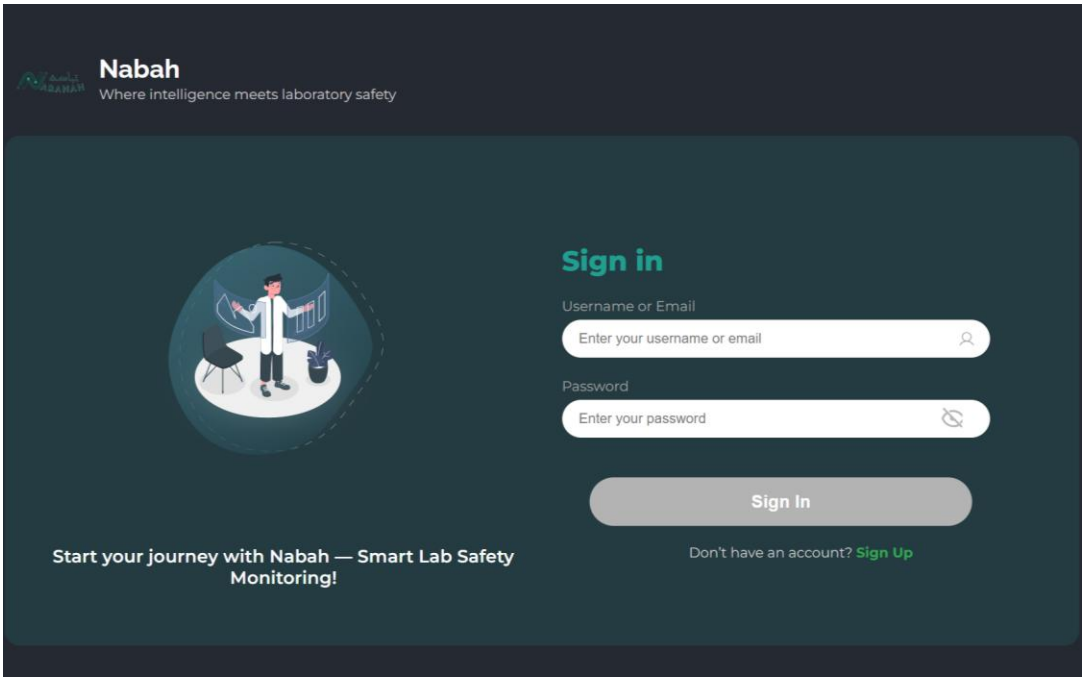 Nabah
Where intelligence meets laboratory safety
Sign in
Username or Email
Enter your username or email
Password
Enter your password
Sign In
Don't have an account? Sign Up
Start your journey with Nabah — Smart Lab Safety
Monitoring!